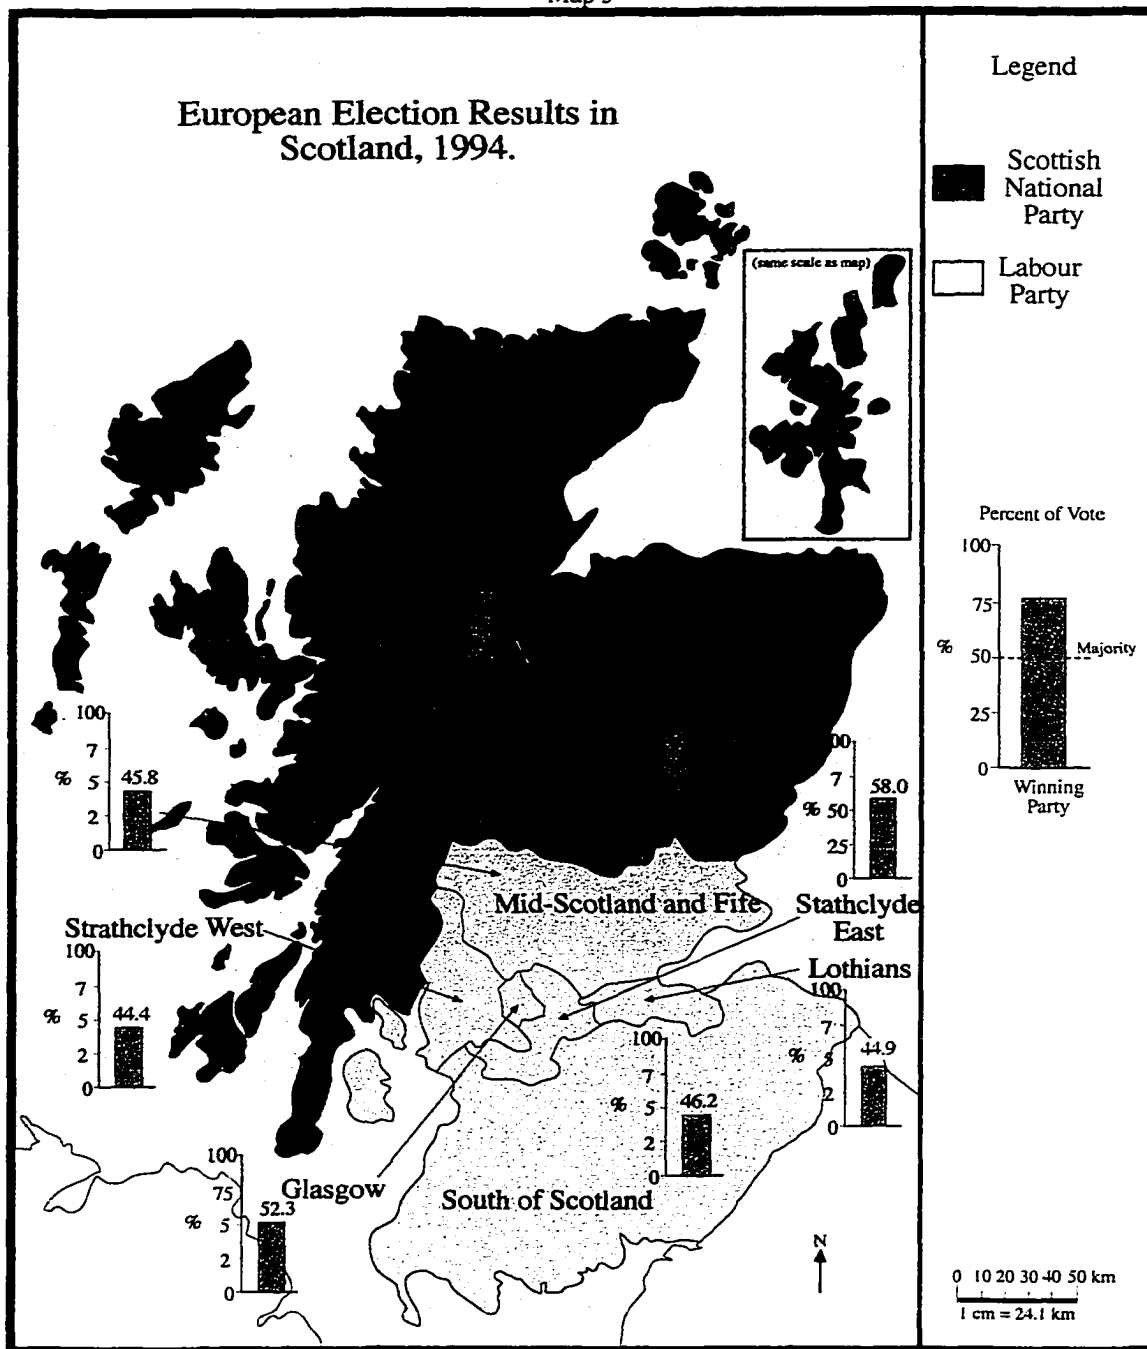 European Election Results in
Scotland, 1994.
(same scale as map)
Legend
Scottish
National
Party
Labour
Party
Percent of Vote
100
75
%
50
Majority
25
0
Winning
Party
100
7
%
5
45.8
2
0
7
58.0
%
50
25
0
Mid-Scotland and Fife
Stathclyde
East
Strathclyde West
Lothians
100
7
%
5
44.4
2
0
100
7
44.9
%
2
0
100
7
%
5
46.2
2
0
100
75
%
52.3
5
2
0
Glasgow
South of Scotland
N
0 10 20 30 40 50 km
1 cm = 24.1 km